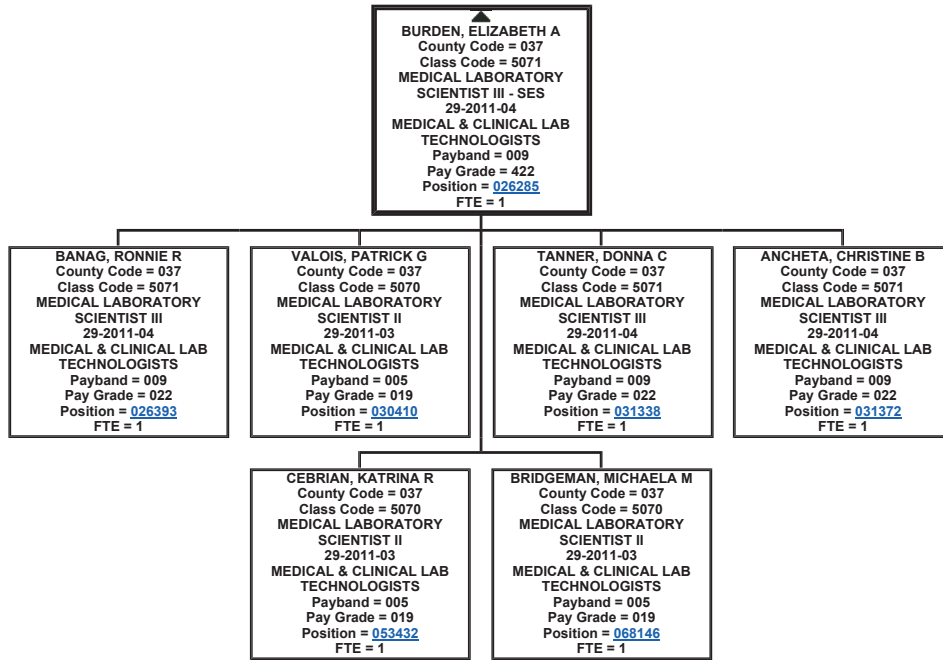 BURDEN, ELIZABETH A
County Code = 037
Class Code = 5071
MEDICAL LABORATORY
SCIENTIST III - SES
29-2011-04
MEDICAL & CLINICAL LAB
TECHNOLOGISTS
Payband = 009
Pay Grade = 422
Position = 026285
FTE = 1
BANAG, RONNIE R
County Code = 037
Class Code = 5071
MEDICAL LABORATORY
SCIENTIST III
29-2011-04
MEDICAL & CLINICAL LAB
TECHNOLOGISTS
Payband = 009
Pay Grade = 022
Position = 026393
FTE = 1
VALOIS, PATRICK G
County Code = 037
Class Code = 5070
MEDICAL LABORATORY
SCIENTIST II
29-2011-03
MEDICAL & CLINICAL LAB
TECHNOLOGISTS
Payband = 005
Pay Grade = 019
Position = 030410
FTE = 1
TANNER, DONNA C
County Code = 037
Class Code = 5071
MEDICAL LABORATORY
SCIENTIST III
29-2011-04
MEDICAL & CLINICAL LAB
TECHNOLOGISTS
Payband = 009
Pay Grade = 022
Position = 031338
FTE = 1
ANCHETA, CHRISTINE B
County Code = 037
Class Code = 5071
MEDICAL LABORATORY
SCIENTIST III
29-2011-04
MEDICAL & CLINICAL LAB
TECHNOLOGISTS
Payband = 009
Pay Grade = 022
Position = 031372
FTE = 1
CEBRIAN, KATRINA R
County Code = 037
Class Code = 5070
MEDICAL LABORATORY
SCIENTIST II
29-2011-03
MEDICAL & CLINICAL LAB
TECHNOLOGISTS
Payband = 005
Pay Grade = 019
Position = 053432
FTE = 1
BRIDGEMAN, MICHAELA M
County Code = 037
Class Code = 5070
MEDICAL LABORATORY
SCIENTIST II
29-2011-03
MEDICAL & CLINICAL LAB
TECHNOLOGISTS
Payband = 005
Pay Grade = 019
Position = 068146
FTE = 1